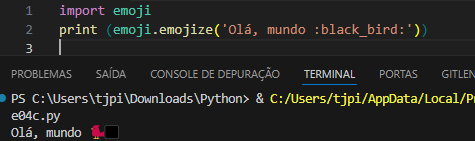 1 import emoji
2 print (emoji.emojize('Olá, mundo :black_bird:'))
3
PROBLEMAS SAÍDA CONSOLE DE DEPURAÇÃO TERMINAL PORTAS GITLEN
PS C:\Users\tjpi\Downloads\Python> & C:/Users/tjpi/AppData/Local/Pr
e04c.py
Olá, mundo 🐦‍⬛